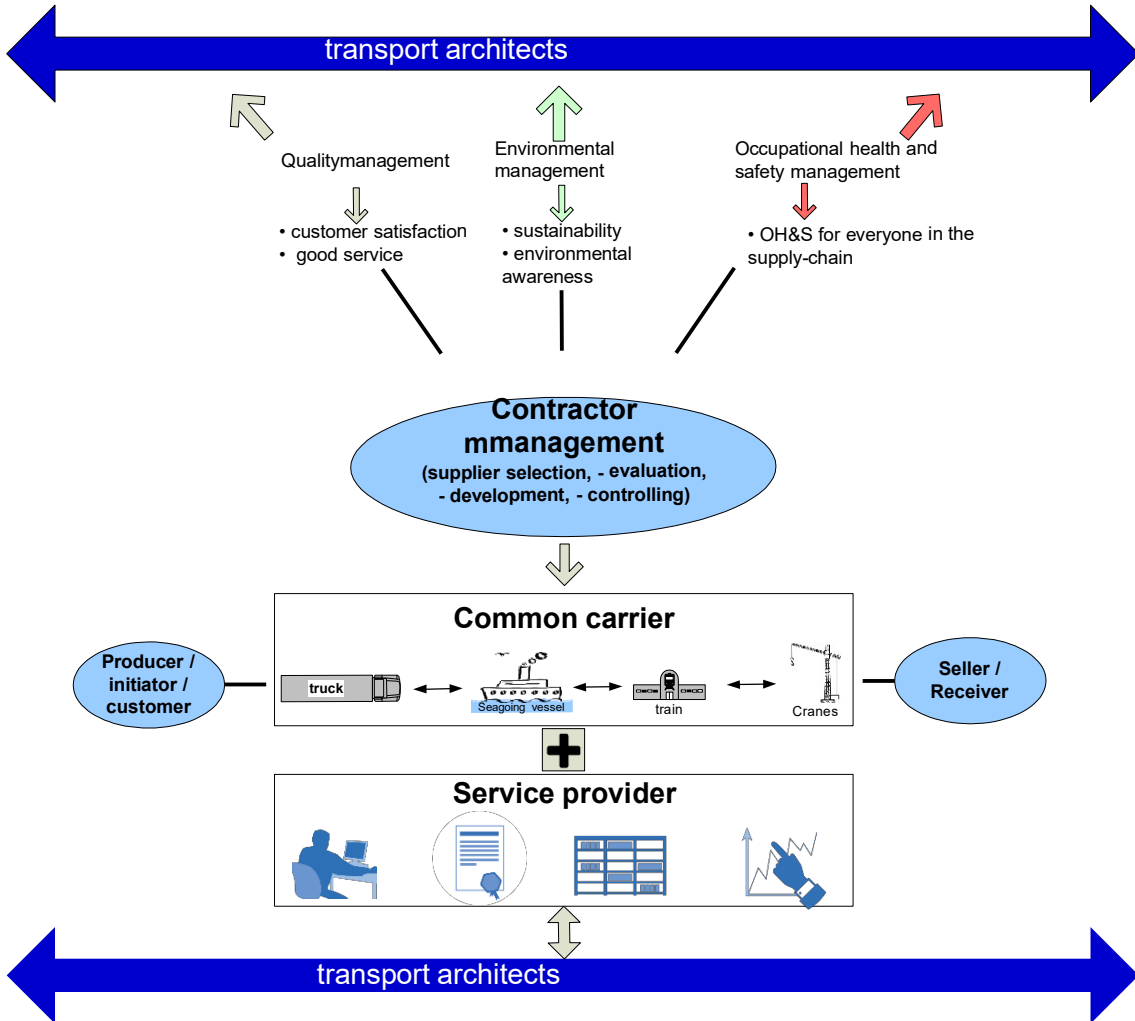 transport architects
Qualitymanagement
Environmental
management
Occupational health and
safety management
• customer satisfaction
• good service
• sustainability
• environmental
awareness
• OH&S for everyone in the
supply-chain
Contractor
mmanagement
(supplier selection, - evaluation,
- development, - controlling)
Common carrier
Producer /
initiator /
customer
truck
Seagoing vessel
train
Cranes
Seller /
Receiver
Service provider
transport architects